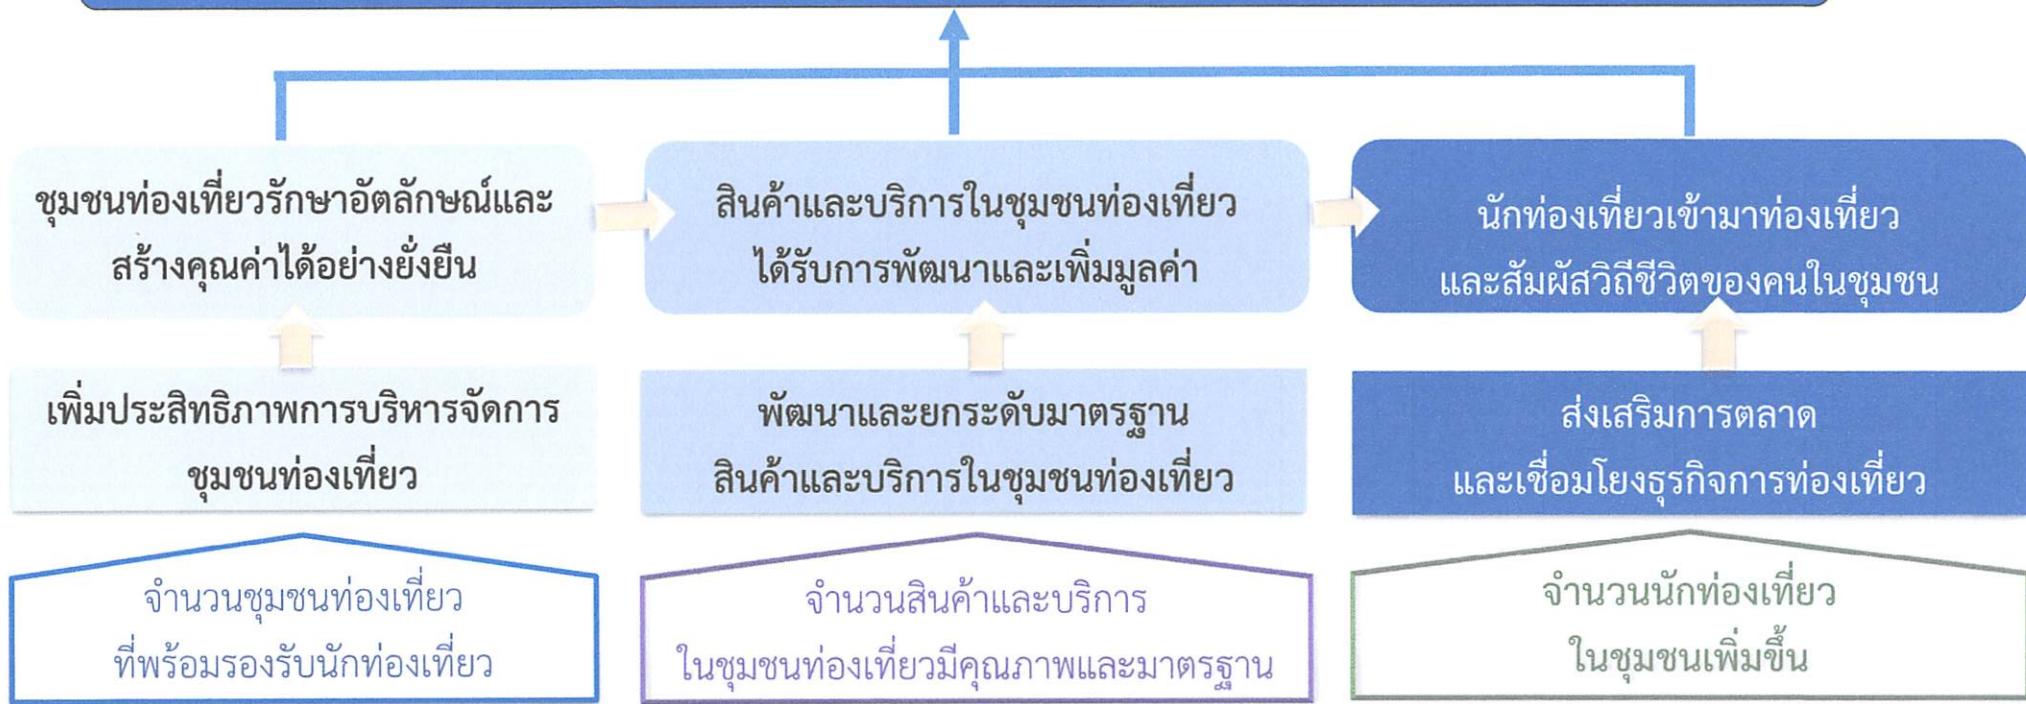 ชุมชนท่องเที่ยวรักษาอัตลักษณ์และ
สร้างคุณค่าได้อย่างยั่งยืน
สินค้าและบริการในชุมชนท่องเที่ยว
ได้รับการพัฒนาและเพิ่มมูลค่า
นักท่องเที่ยวเข้ามาท่องเที่ยว
และสัมผัสวิถีชีวิตของคนในชุมชน
เพิ่มประสิทธิภาพการบริหารจัดการ
ชุมชนท่องเที่ยว
พัฒนาและยกระดับมาตรฐาน
สินค้าและบริการในชุมชนท่องเที่ยว
ส่งเสริมการตลาด
และเชื่อมโยงธุรกิจการท่องเที่ยว
จำนวนชุมชนท่องเที่ยว
ที่พร้อมรองรับนักท่องเที่ยว
จำนวนสินค้าและบริการ
ในชุมชนท่องเที่ยวมีคุณภาพและมาตรฐาน
จำนวนนักท่องเที่ยว
ในชุมชนเพิ่มขึ้น